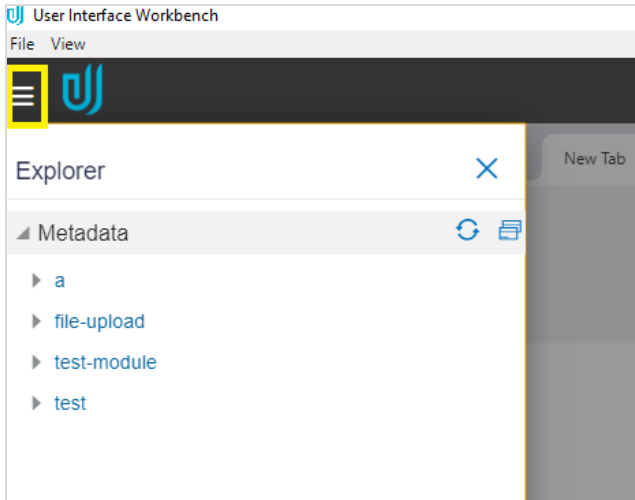 User Interface Workbench
File View
Explorer
New Tab
Metadata
a
file-upload
test-module
test